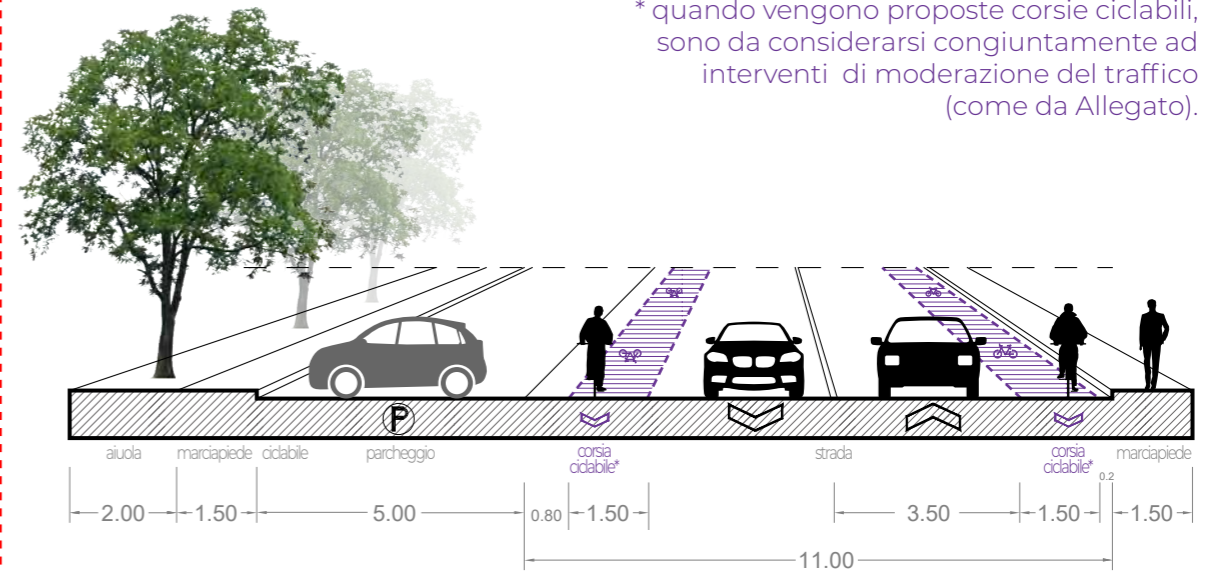 * quando vengono proposte corsie ciclabili,
sono da considerarsi congiuntamente ad
interventi di moderazione del traffico
(come da Allegato).
P
aiuola marciapiede ciclabile parcheggio corsia ciclabile* strada corsia ciclabile* marciapiede
0.2
2.00 1.50 5.00 0.80 1.50 3.50 1.50 1.50
11.00